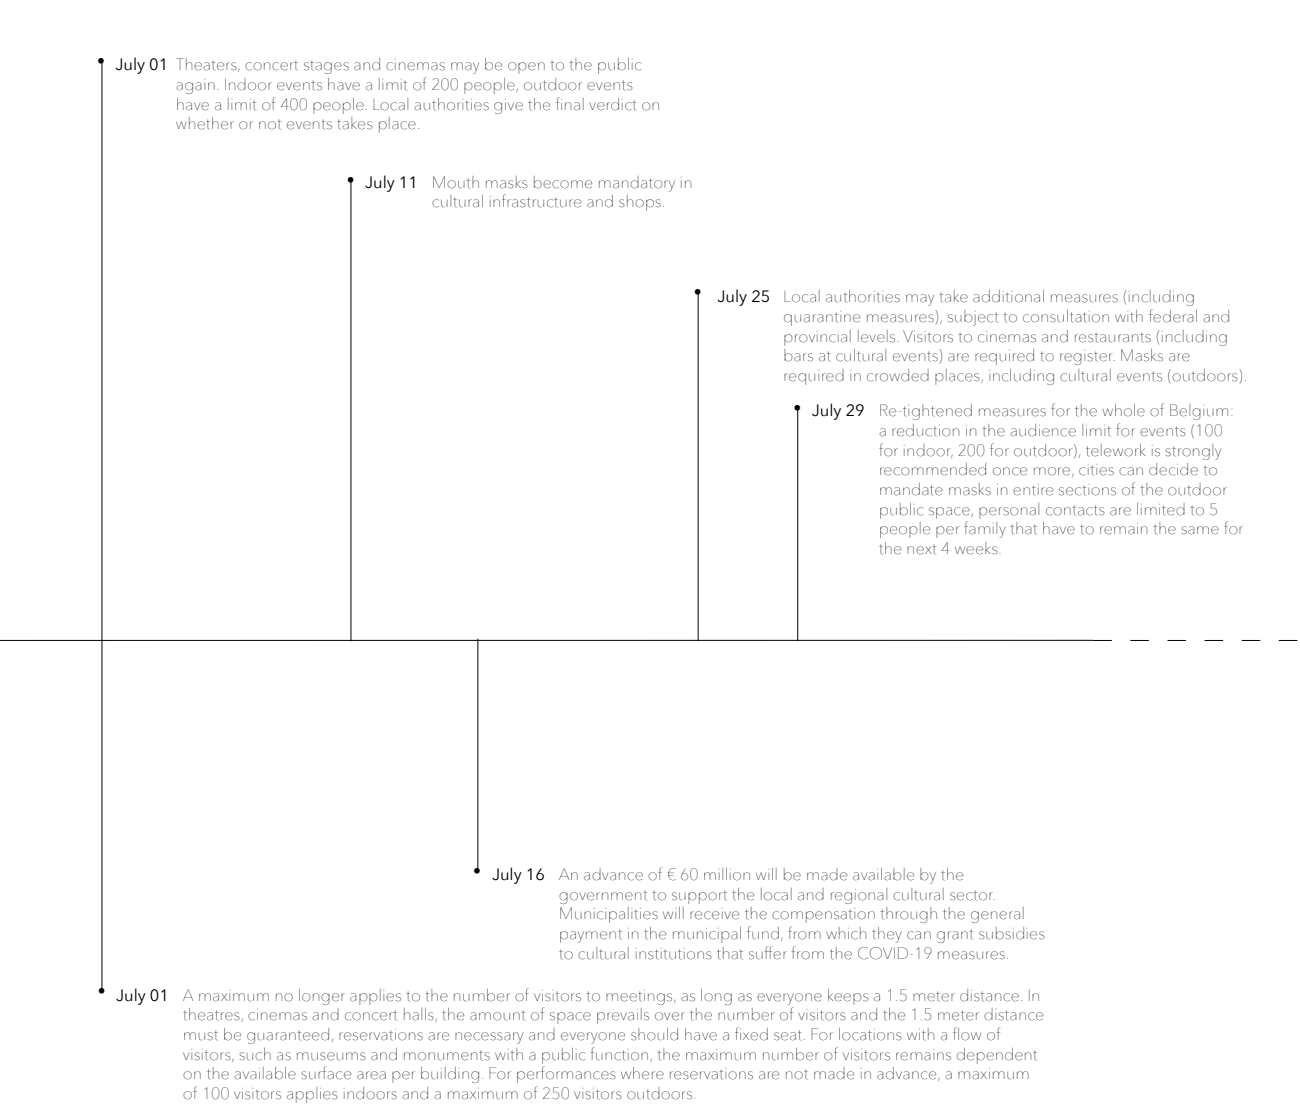 July 01 Theaters, concert stages and cinemas may be open to the public
again. Indoor events have a limit of 200 people, outdoor events
have a limit of 400 people. Local authorities give the final verdict on
whether or not events takes place.
July 11 Mouth masks become mandatory in
cultural infrastructure and shops.
July 25 Local authorities may take additional measures (including
quarantine measures), subject to consultation with federal and
provincial levels. Visitors to cinemas and restaurants (including
bars at cultural events) are required to register. Masks are
required in crowded places, including cultural events (outdoors).
July 29 Re-tightened measures for the whole of Belgium:
a reduction in the audience limit for events (100
for indoor, 200 for outdoor), telework is strongly
recommended once more, cities can decide to
mandate masks in entire sections of the outdoor
public space, personal contacts are limited to 5
people per family that have to remain the same for
the next 4 weeks.
July 16 An advance of € 60 million will be made available by the
government to support the local and regional cultural sector.
Municipalities will receive the compensation through the general
payment in the municipal fund, from which they can grant subsidies
to cultural institutions that suffer from the COVID-19 measures.
July 01 A maximum no longer applies to the number of visitors to meetings, as long as everyone keeps a 1.5 meter distance. In
theatres, cinemas and concert halls, the amount of space prevails over the number of visitors and the 1.5 meter distance
must be guaranteed, reservations are necessary and everyone should have a fixed seat. For locations with a flow of
visitors, such as museums and monuments with a public function, the maximum number of visitors remains dependent
on the available surface area per building. For performances where reservations are not made in advance, a maximum
of 100 visitors applies indoors and a maximum of 250 visitors outdoors.